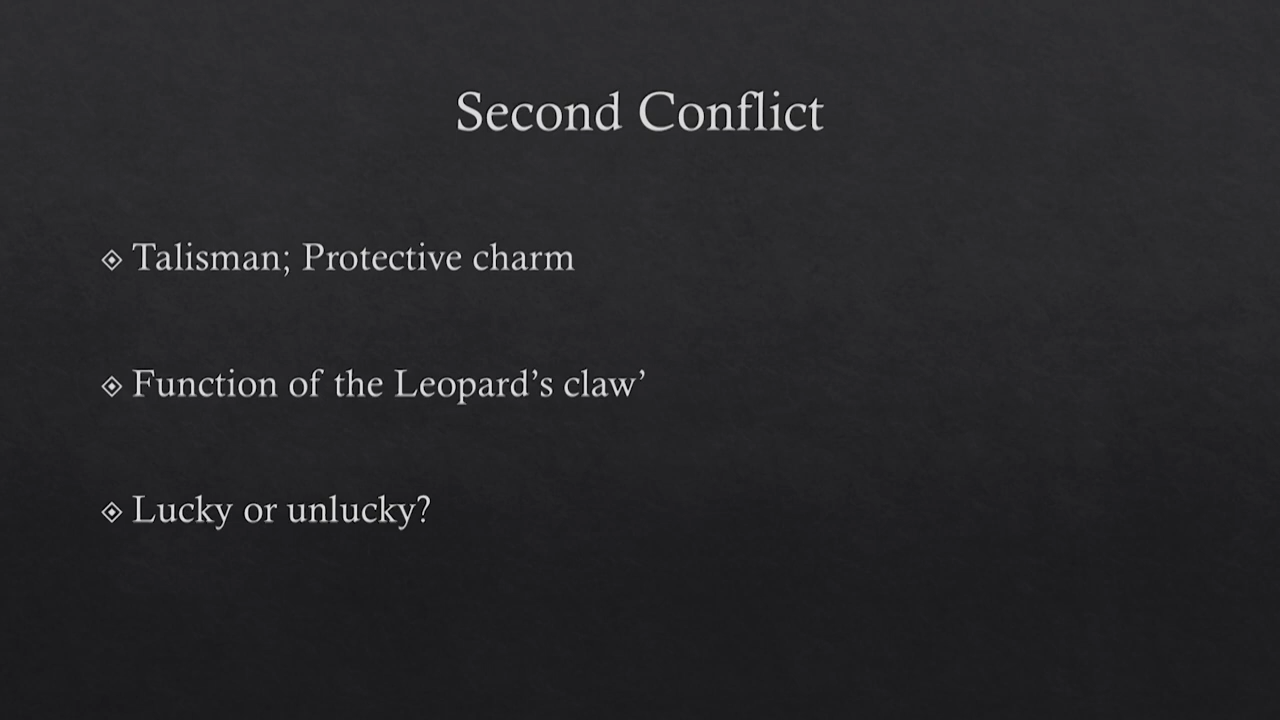 Second Conflict
Talisman; Protective charm
Function of the Leopard’s claw’
Lucky or unlucky?